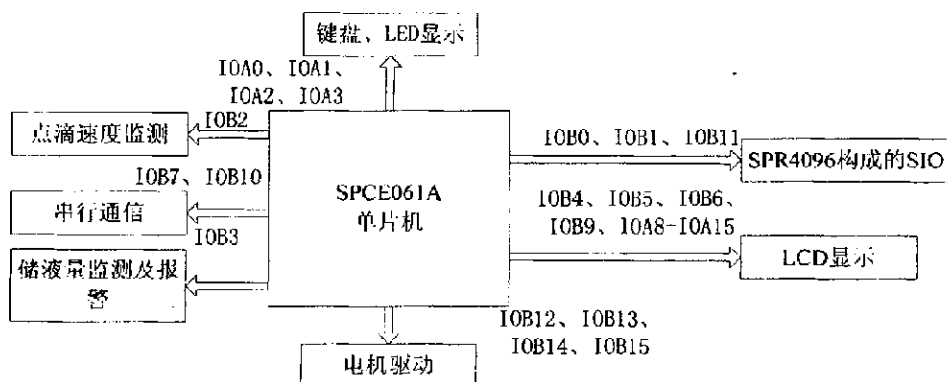 键盘、LED显示
IOA0、IOA1、
IOA2、IOA3
IOB2
点滴速度监测
IOB7、IOB10
串行通信
IOB3
储液量监测及报
警
SPCE061A
单片机
IOB0、IOB1、IOB11
SPR4096构成的SIO
IOB4、IOB5、IOB6、
IOB9、IOA8-IOA15
LCD显示
IOB12、IOB13、
IOB14、IOB15
电机驱动